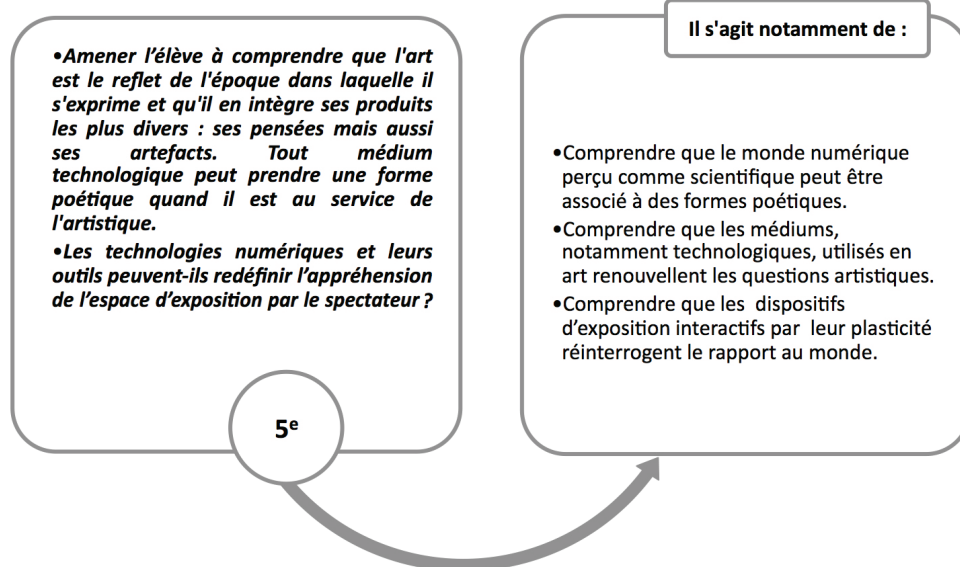 •Amener l’élève à comprendre que l'art
est le reflet de l'époque dans laquelle il
s'exprime et qu'il en intègre ses produits
les plus divers : ses pensées mais aussi
ses artefacts. Tout médium
technologique peut prendre une forme
poétique quand il est au service de
l'artistique.
•Les technologies numériques et leurs
outils peuvent-ils redéfinir l’appréhension
de l’espace d’exposition par le spectateur ?
5e
Il s'agit notamment de :
•Comprendre que le monde numérique
perçu comme scientifique peut être
associé à des formes poétiques.
•Comprendre que les médiums,
notamment technologiques, utilisés en
art renouvellent les questions artistiques.
•Comprendre que les dispositifs
d’exposition interactifs par leur plasticité
réinterrogent le rapport au monde.